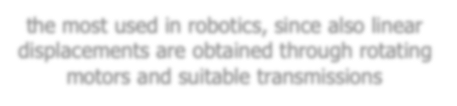 the most used in robotics, since also linear
displacements are obtained through rotating
motors and suitable transmissions